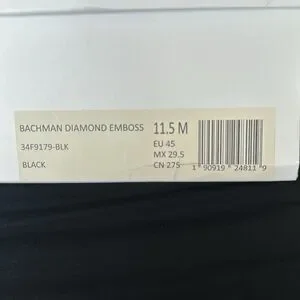 BACHMAN DIAMOND EMBOSS 11.5 M
34F9179-BLK EU 45
MX 29.5
BLACK CN 275
1 90919 24811 9